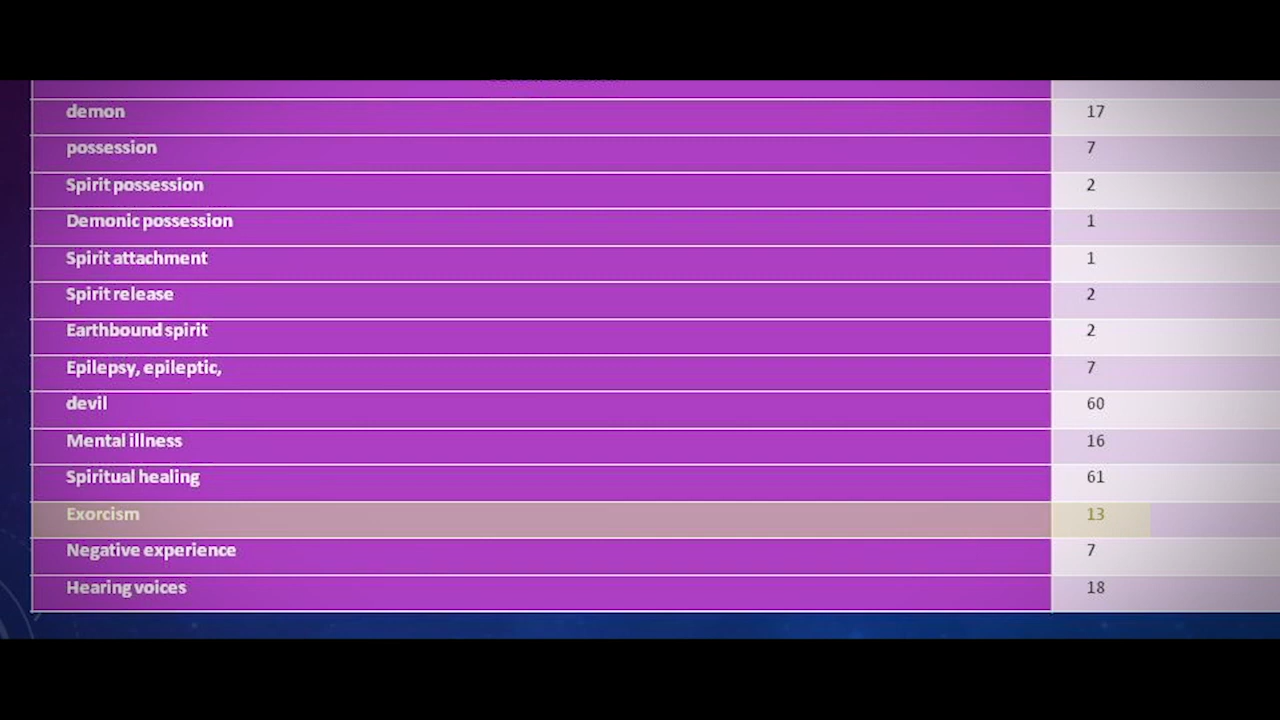 demon 17
possession 7
Spirit possession 2
Demonic possession 1
Spirit attachment 1
Spirit release 2
Earthbound spirit 2
Epilepsy, epileptic, 7
devil 60
Mental illness 16
Spiritual healing 61
Exorcism 13
Negative experience 7
Hearing voices 18